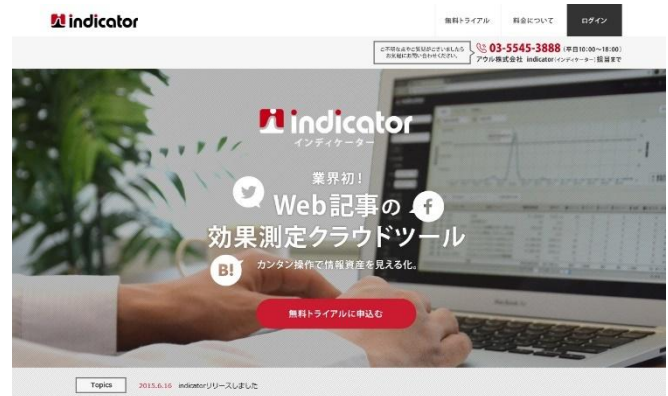 indicator
無料トライアル 料金について ログイン
ご不明な点やご質問がございましたら
お気軽にお問い合わせください。
03-5545-3888 (平日10:00〜18:00)
アウル株式会社 indicator(インディケーター)担当まで
indicator
インディケーター
業界初！
Web記事の
効果測定クラウドツール
B!
カンタン操作で情報資産を見える化。
無料トライアルに申込む
Topics 2015.6.16 indicatorリリースしました